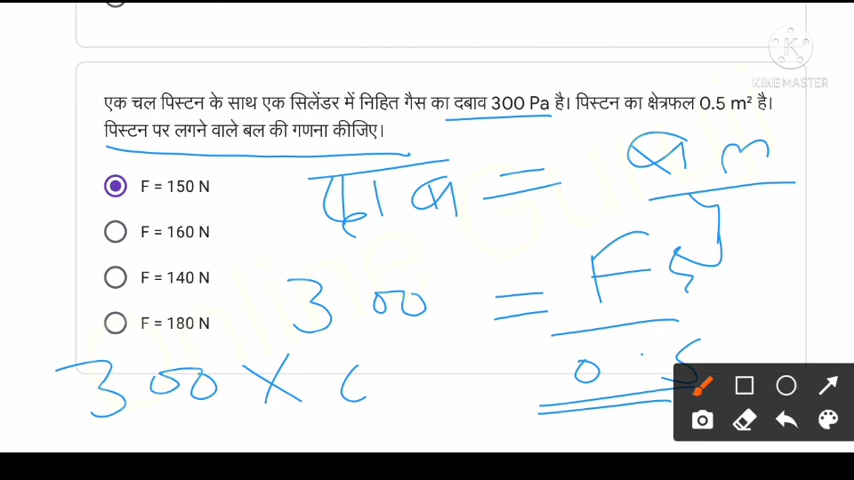 KINEMASTER
एक चल पिस्टन के साथ एक सिलेंडर में निहित गैस का दबाव 300 Pa है। पिस्टन का क्षेत्रफल 0.5 m² है।
पिस्टन पर लगने वाले बल की गणना कीजिए।
F = 150 N
F = 160 N
F = 140 N
F = 180 N
दाब = बल
300 = F
0.5
300 ×